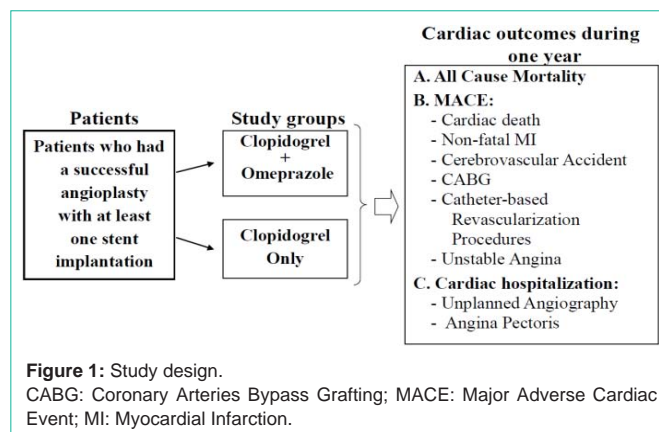 Patients
Patients who had
a successful
angioplasty
with at least
one stent
implantation
Study groups
Clopidogrel
+
Omeprazole
Clopidogrel
Only
Cardiac outcomes during
one year
A. All Cause Mortality
B. MACE:
- Cardiac death
- Non-fatal MI
- Cerebrovascular Accident
- CABG
- Catheter-based
Revascularization
Procedures
- Unstable Angina
C. Cardiac hospitalization:
- Unplanned Angiography
- Angina Pectoris
Figure 1: Study design.
CABG: Coronary Arteries Bypass Grafting; MACE: Major Adverse Cardiac
Event; MI: Myocardial Infarction.